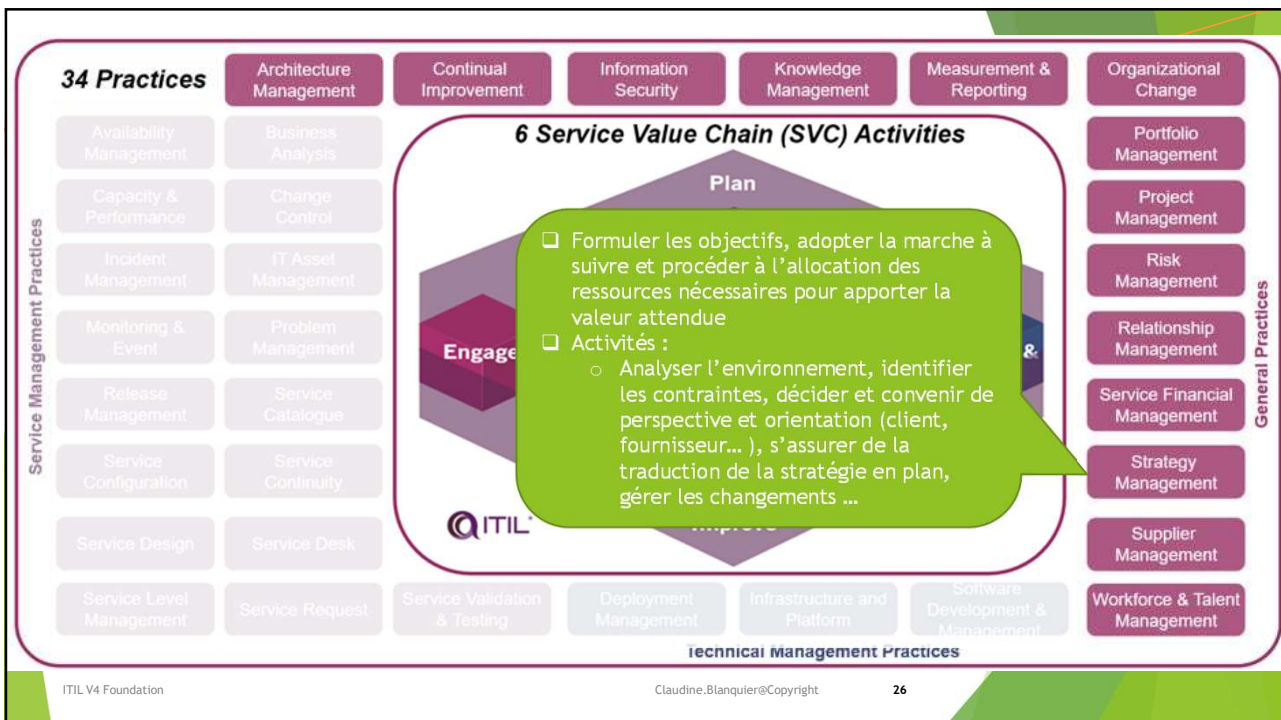 34 Practices
Architecture
Management
Continual
Improvement
Information
Security
Knowledge
Management
Measurement &
Reporting
Organizational
Change
Availability
Management
Business
Analysis
Capacity &
Performance
Change
Control
Incident
Management
IT Asset
Management
Monitoring &
Event
Problem
Management
Release
Management
Service
Catalogue
Service
Configuration
Service
Continuity
Service Design
Service Desk
Service Level
Management
Service Request
Service Validation
& Testing
Deployment
Management
Infrastructure and
Platform
Software
Development &
Management
Service Management Practices
6 Service Value Chain (SVC) Activities
Plan
Engage
&
Improve
❑ Formuler les objectifs, adopter la marche à
suivre et procéder à l'allocation des
ressources nécessaires pour apporter la
valeur attendue
❑ Activités :
o Analyser l'environnement, identifier
les contraintes, décider et convenir de
perspective et orientation (client,
fournisseur… ), s'assurer de la
traduction de la stratégie en plan,
gérer les changements …
ITIL®
Portfolio
Management
Project
Management
Risk
Management
Relationship
Management
Service Financial
Management
Strategy
Management
Supplier
Management
Workforce & Talent
Management
General Practices
Technical Management Practices
ITIL V4 Foundation
Claudine.Blanquier@Copyright
26